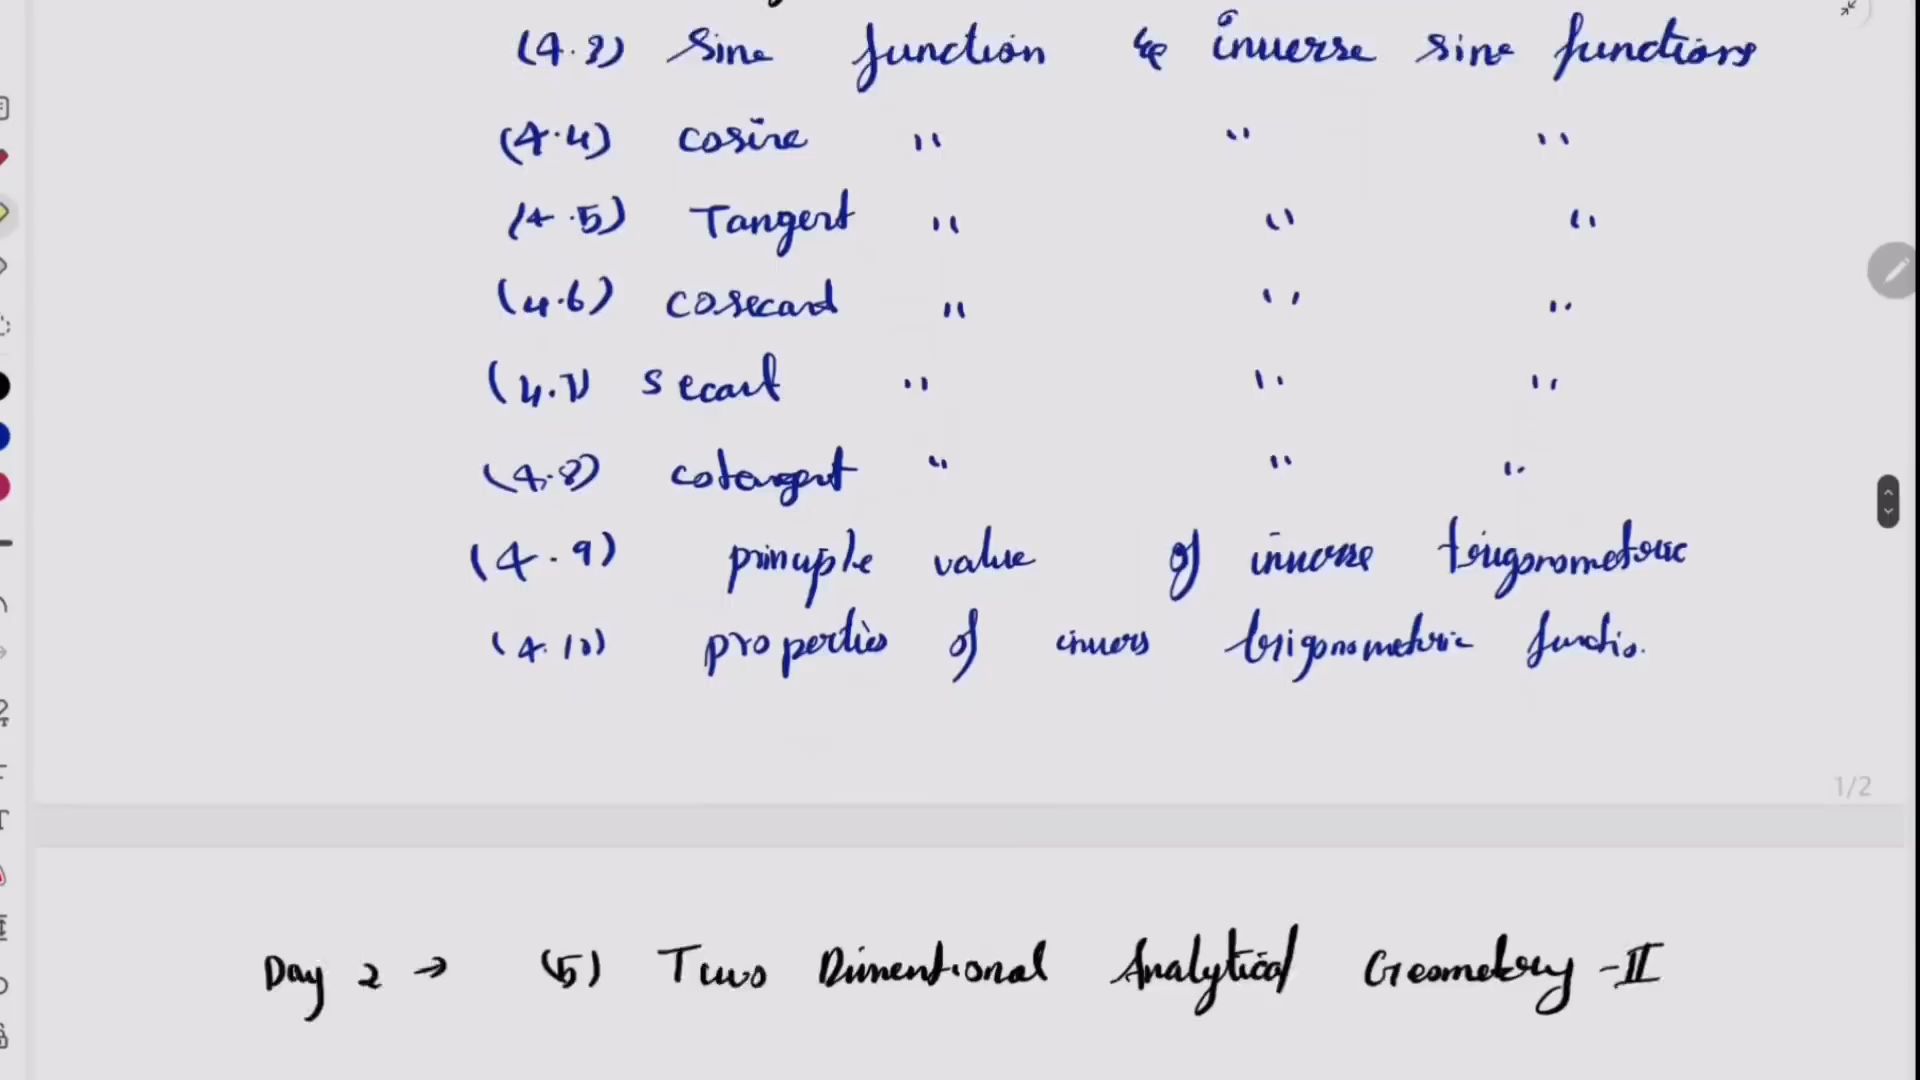 (4.3) Sine function & inverse sine functions
(4.4) cosine " " "
(4.5) Tangent " " "
(4.6) cosecant " " "
(4.7) secant " " "
(4.8) cotangent " " "
(4.9) principle value of inverse trigonometric
(4.10) properties of invers trigonometric functio.
1/2
Day 2 → (5) Two Dimentional Analytical Geometry -II